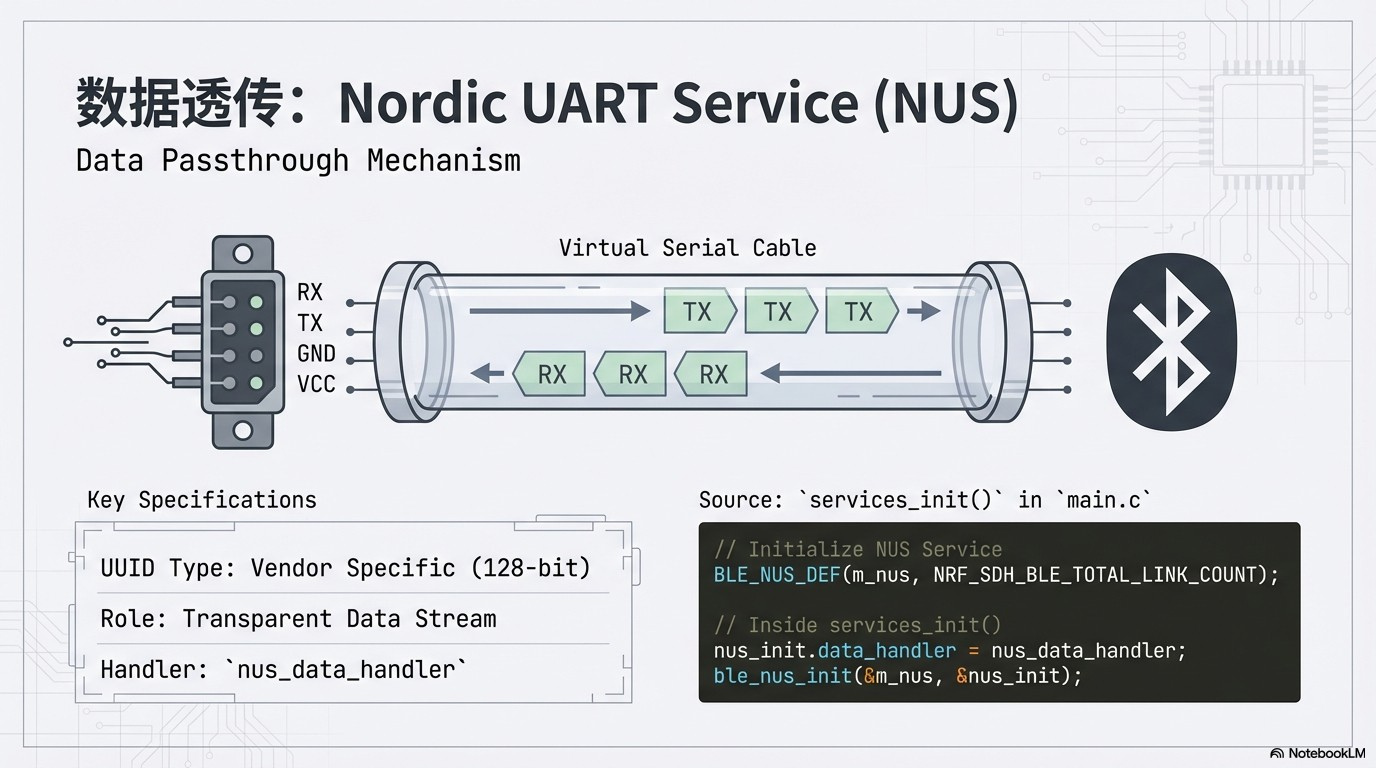 数据透传：Nordic UART Service (NUS)
Data Passthrough Mechanism
Virtual Serial Cable
RX
TX
GND
VCC
TX TX TX
RX RX RX
Key Specifications
UUID Type: Vendor Specific (128-bit)
Role: Transparent Data Stream
Handler: `nus_data_handler`
Source: `services_init()` in `main.c`
// Initialize NUS Service
BLE_NUS_DEF(m_nus, NRF_SDH_BLE_TOTAL_LINK_COUNT);
// Inside services_init()
nus_init.data_handler = nus_data_handler;
ble_nus_init(&m_nus, &nus_init);
NotebookLM